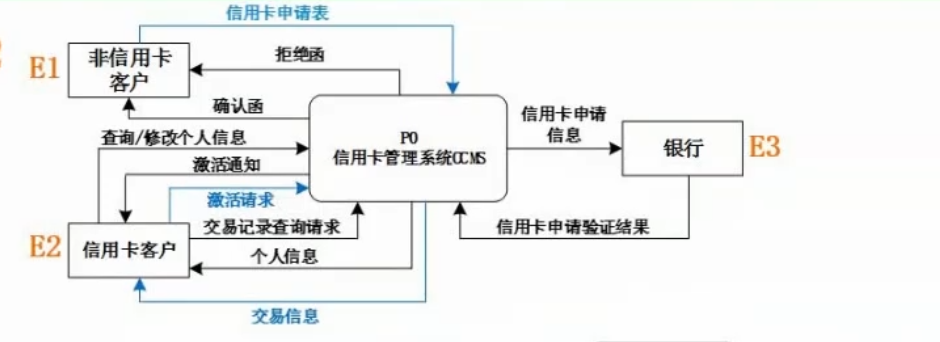 信用卡申请表
E1
非信用卡
客户
拒绝函
确认函
查询/修改个人信息
P0
信用卡管理系统CCMS
信用卡申请
信息
银行
E3
激活通知
激活请求
E2
信用卡客户
交易记录查询请求
信用卡申请验证结果
个人信息
交易信息